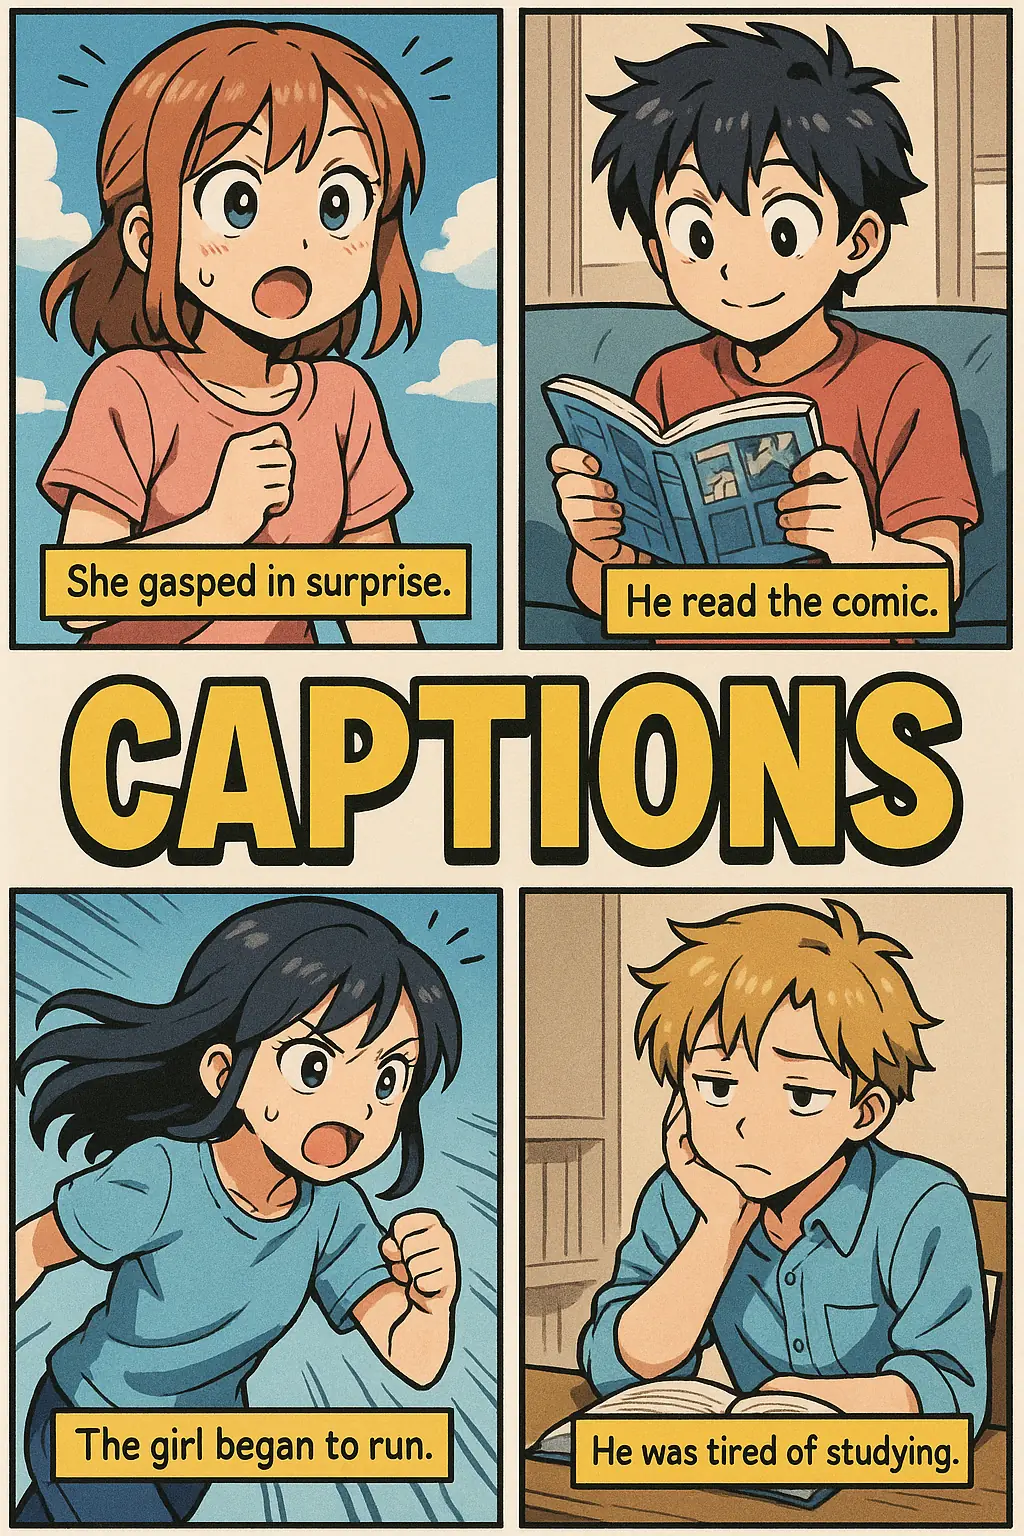 She gasped in surprise.
He read the comic.
CAPTIONS
The girl began to run.
He was tired of studying.